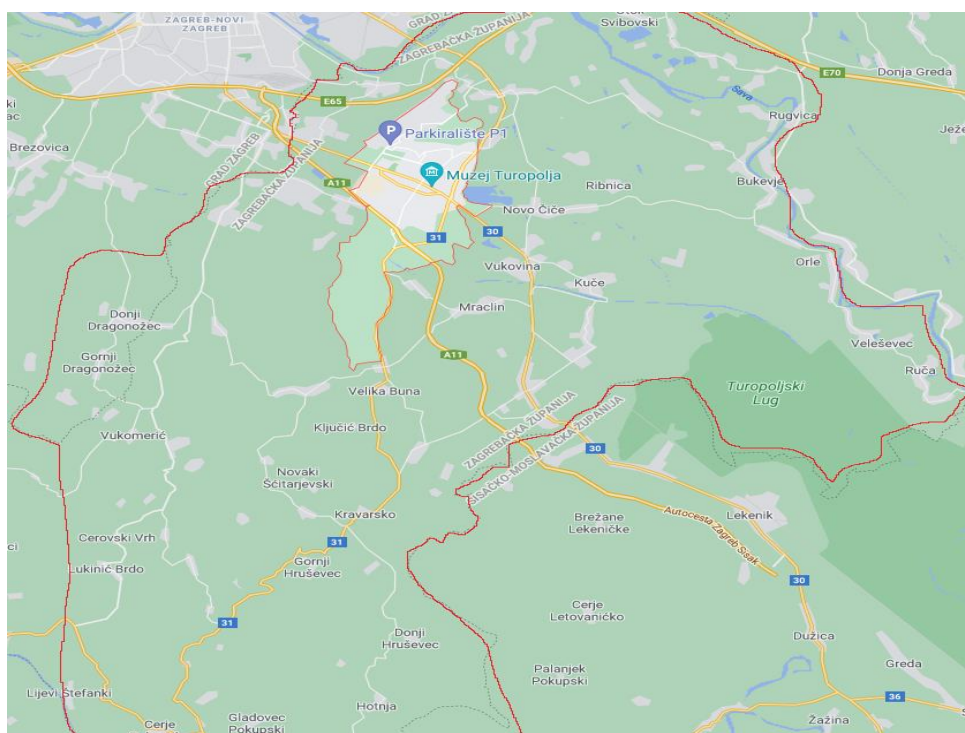 ZAGREB-NOVI
ZAGREB
GRAD ZAGREB
ZAGREBAČKA ŽUPANIJA
Svibovski
E70
Donja Greda
E65
Sava
Rugvica
Parkiralište P1
P
Brezovica
Muzej Turopolja
GRAD ZAGREB
ZAGREBAČKA ŽUPANIJA
A11
Ribnica
Bukevje
Novo Čiče
31
30
Orle
Vukovina
Kuče
Mraclin
Donji
Dragonožec
Veleševec
Gornji
Dragonožec
A11
Ruča
Turopoljski
Lug
Velika Buna
Ključić Brdo
Vukomerić
ZAGREBAČKA ŽUPANIJA
SISAČKO-MOSLAVAČKA ŽUPANIJA
30
Novaki
Šćitarjevski
Kravarsko
Brežane
Lekeničke
Lekenik
Autocesta Zagreb Sisak
Cerovski Vrh
31
Gornji
Hruševec
Lukinić Brdo
30
Cerje
Letovaničko
31
Donji
Hruševec
Dužica
Greda
Palanjek
Pokupski
Lijevi Štefanki
36
Hotnja
Gladovec
Pokupski
Cerje
Žažina